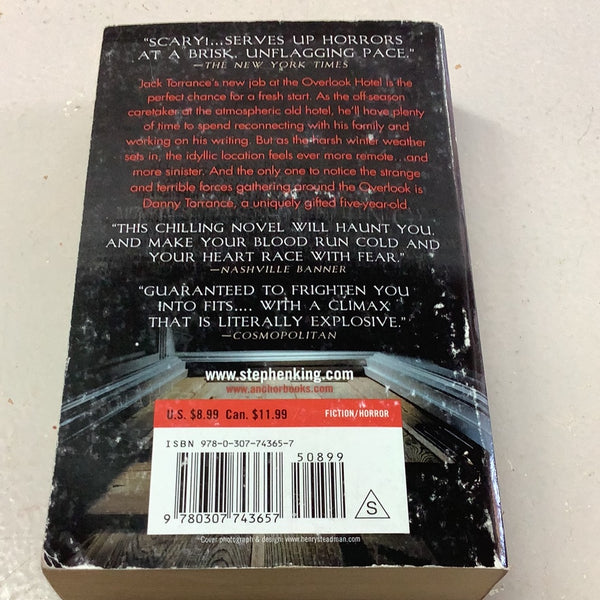 "SCARY!...SERVES UP HORRORS
AT A BRISK, UNFLAGGING PACE."
—THE NEW YORK TIMES
Jack Torrance's new job at the Overlook Hotel is the
perfect chance for a fresh start. As the off-season
caretaker at the atmospheric old hotel, he'll have plenty
of time to spend reconnecting with his family and
working on his writing. But as the harsh winter weather
sets in, the idyllic location feels ever more remote...and
more sinister. And the only one to notice the strange
and terrible forces gathering around the Overlook is
Danny Torrance, a uniquely gifted five-year-old.
"THIS CHILLING NOVEL WILL HAUNT YOU,
AND MAKE YOUR BLOOD RUN COLD AND
YOUR HEART RACE WITH FEAR."
—NASHVILLE BANNER
"GUARANTEED TO FRIGHTEN YOU
INTO FITS.... WITH A CLIMAX
THAT IS LITERALLY EXPLOSIVE."
—COSMOPOLITAN
www.stephenking.com
www.anchorbooks.com
U.S. $8.99 Can. $11.99 FICTION/HORROR
ISBN 978-0-307-74365-7
50899
S
9 780307 743657
Cover photograph & design: www.henrysteadman.com